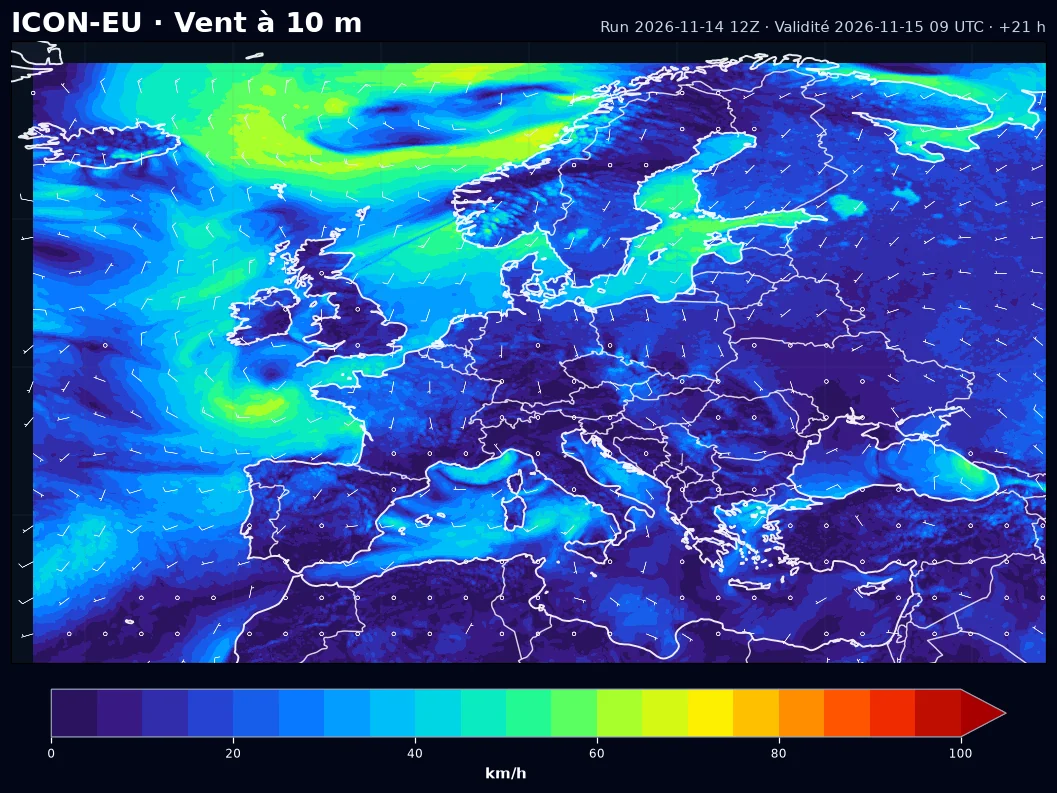 ICON-EU · Vent à 10 m
Run 2026-11-14 12Z · Validité 2026-11-15 09 UTC · +21 h
0 20 40 60 80 100
km/h